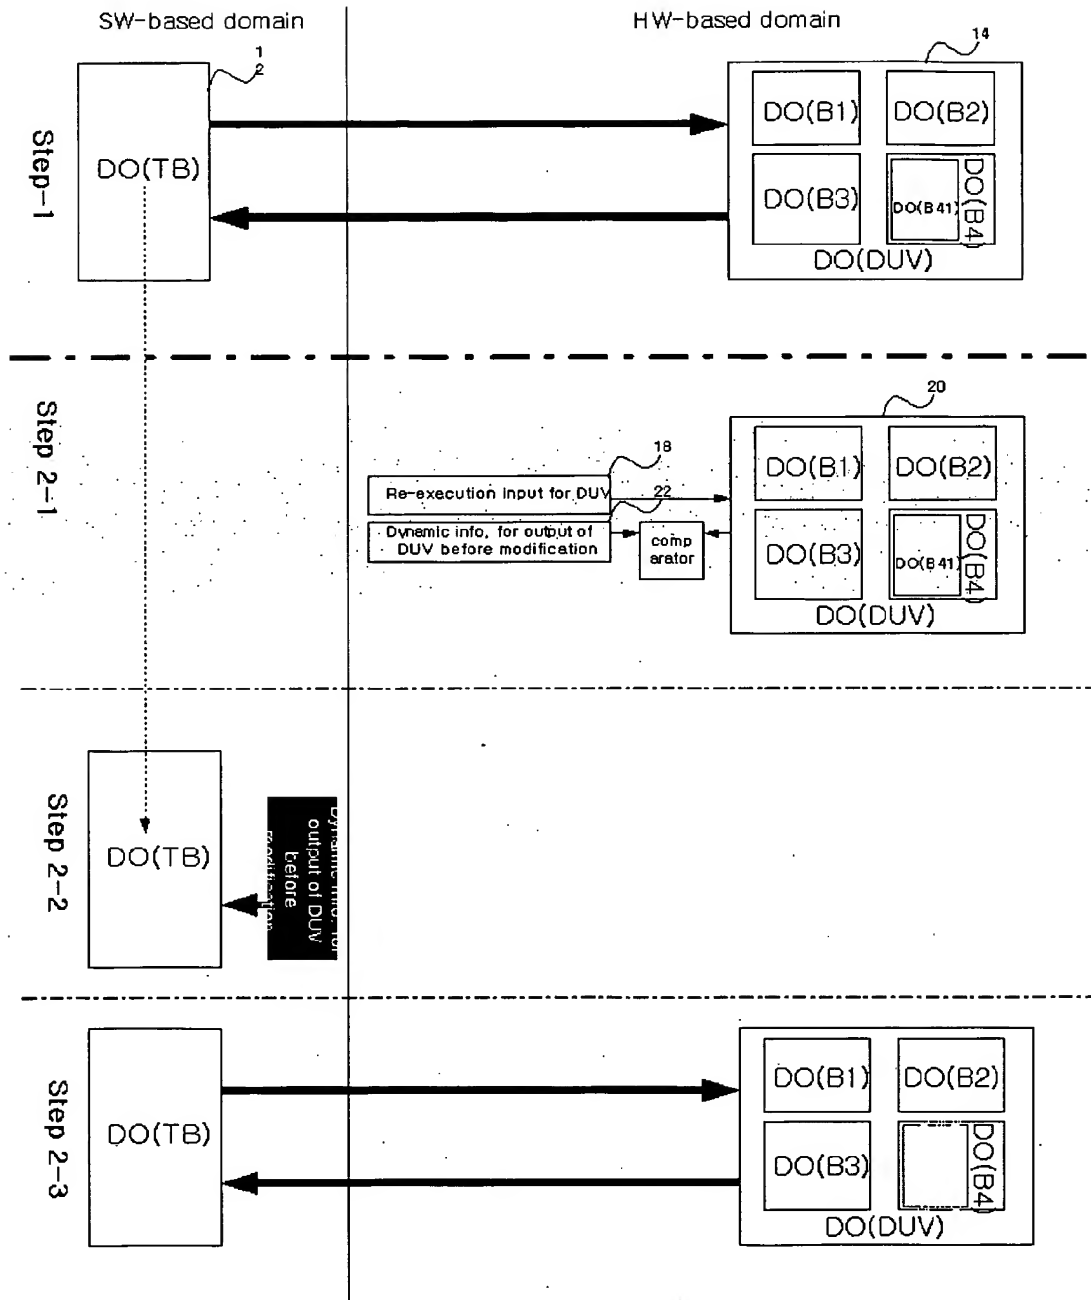 SW-based domain
HW-based domain
1
2
14
Step-1
DO(TB)
DO(B1)
DO(B2)
DO(B3)
DO(B41)
DO(B4)
DO(DUV)
Step 2-1
20
18
Re-execution input for DUV
22
Dynamic info. for output of
DUV before modification
comp
arator
DO(B1)
DO(B2)
DO(B3)
DO(B41)
DO(B4)
DO(DUV)
Step 2-2
DO(TB)
output of DUV
before
Step 2-3
DO(TB)
DO(B1)
DO(B2)
DO(B3)
DO(B4)
DO(DUV)